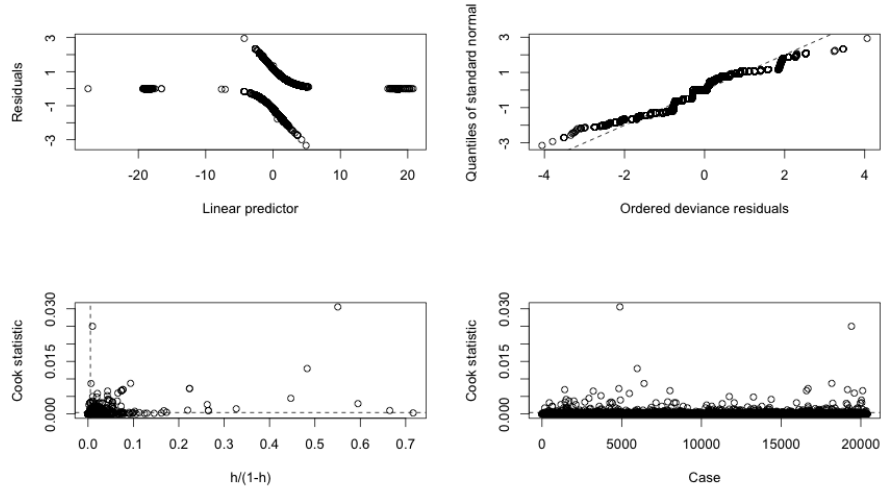 Residuals
3
1
-1
-3
-20 -10 0 10 20
Linear predictor
Quantiles of standard normal
3
1
-1
-3
-4 -2 0 2 4
Ordered deviance residuals
Cook statistic
0.030
0.015
0.000
0.0 0.1 0.2 0.3 0.4 0.5 0.6 0.7
h/(1-h)
Cook statistic
0.030
0.015
0.000
0 5000 10000 15000 20000
Case